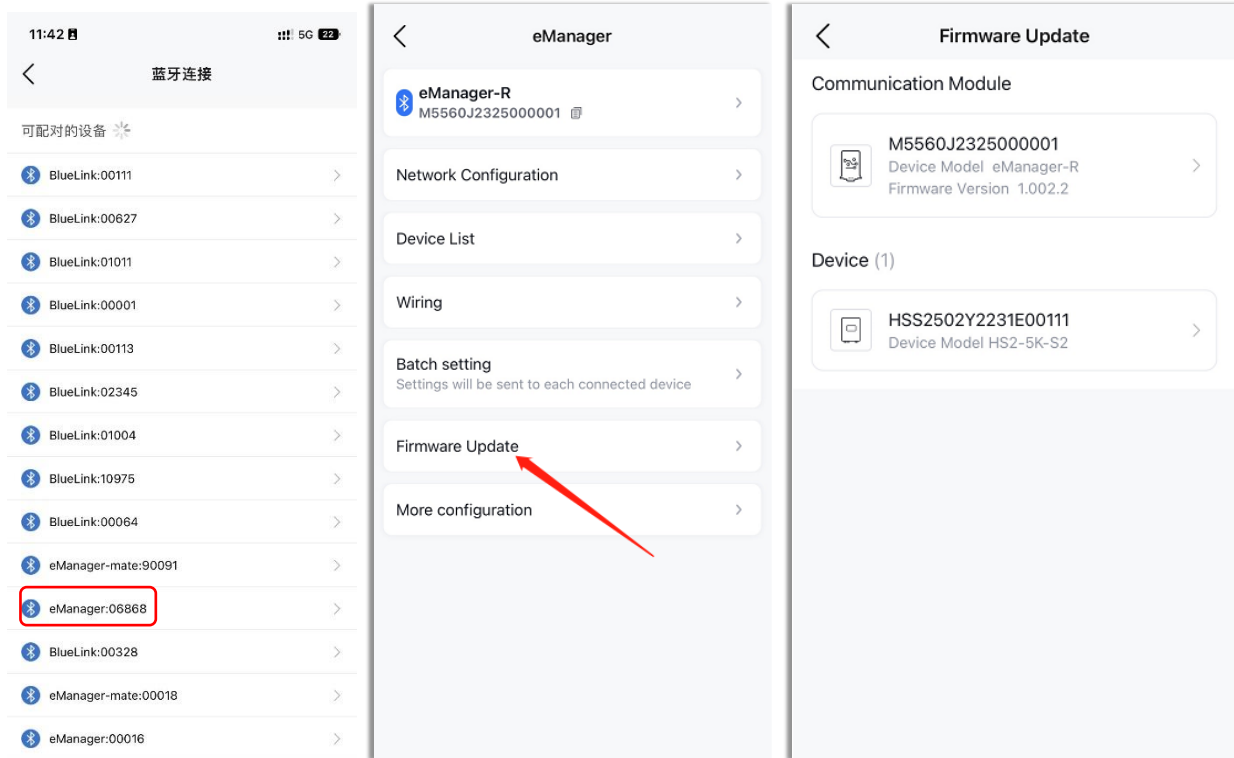 11:42
5G 22
蓝牙连接
可配对的设备
BlueLink:00111
BlueLink:00627
BlueLink:01011
BlueLink:00001
BlueLink:00113
BlueLink:02345
BlueLink:01004
BlueLink:10975
BlueLink:00064
eManager-mate:90091
eManager:06868
BlueLink:00328
eManager-mate:00018
eManager:00016
eManager
eManager-R
M5560J2325000001
Network Configuration
Device List
Wiring
Batch setting
Settings will be sent to each connected device
Firmware Update
More configuration
Firmware Update
Communication Module
M5560J2325000001
Device Model eManager-R
Firmware Version 1.002.2
Device (1)
HSS2502Y2231E00111
Device Model HS2-5K-S2